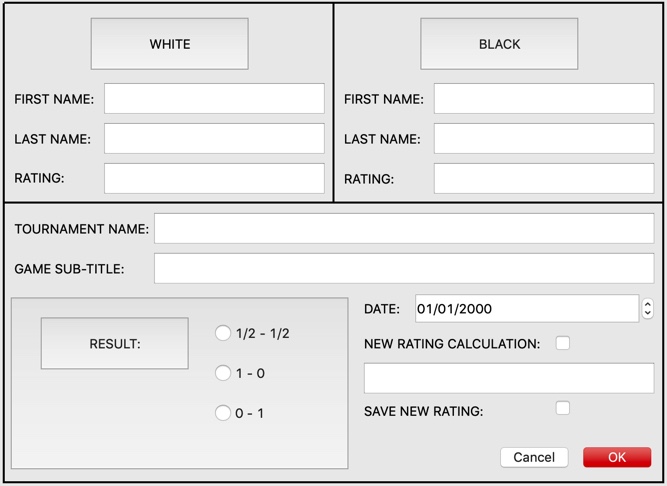 WHITE
FIRST NAME:
LAST NAME:
RATING:
BLACK
FIRST NAME:
LAST NAME:
RATING:
TOURNAMENT NAME:
GAME SUB-TITLE:
RESULT:
1/2 - 1/2
1 - 0
0 - 1
DATE: 01/01/2000
NEW RATING CALCULATION:
SAVE NEW RATING:
Cancel OK